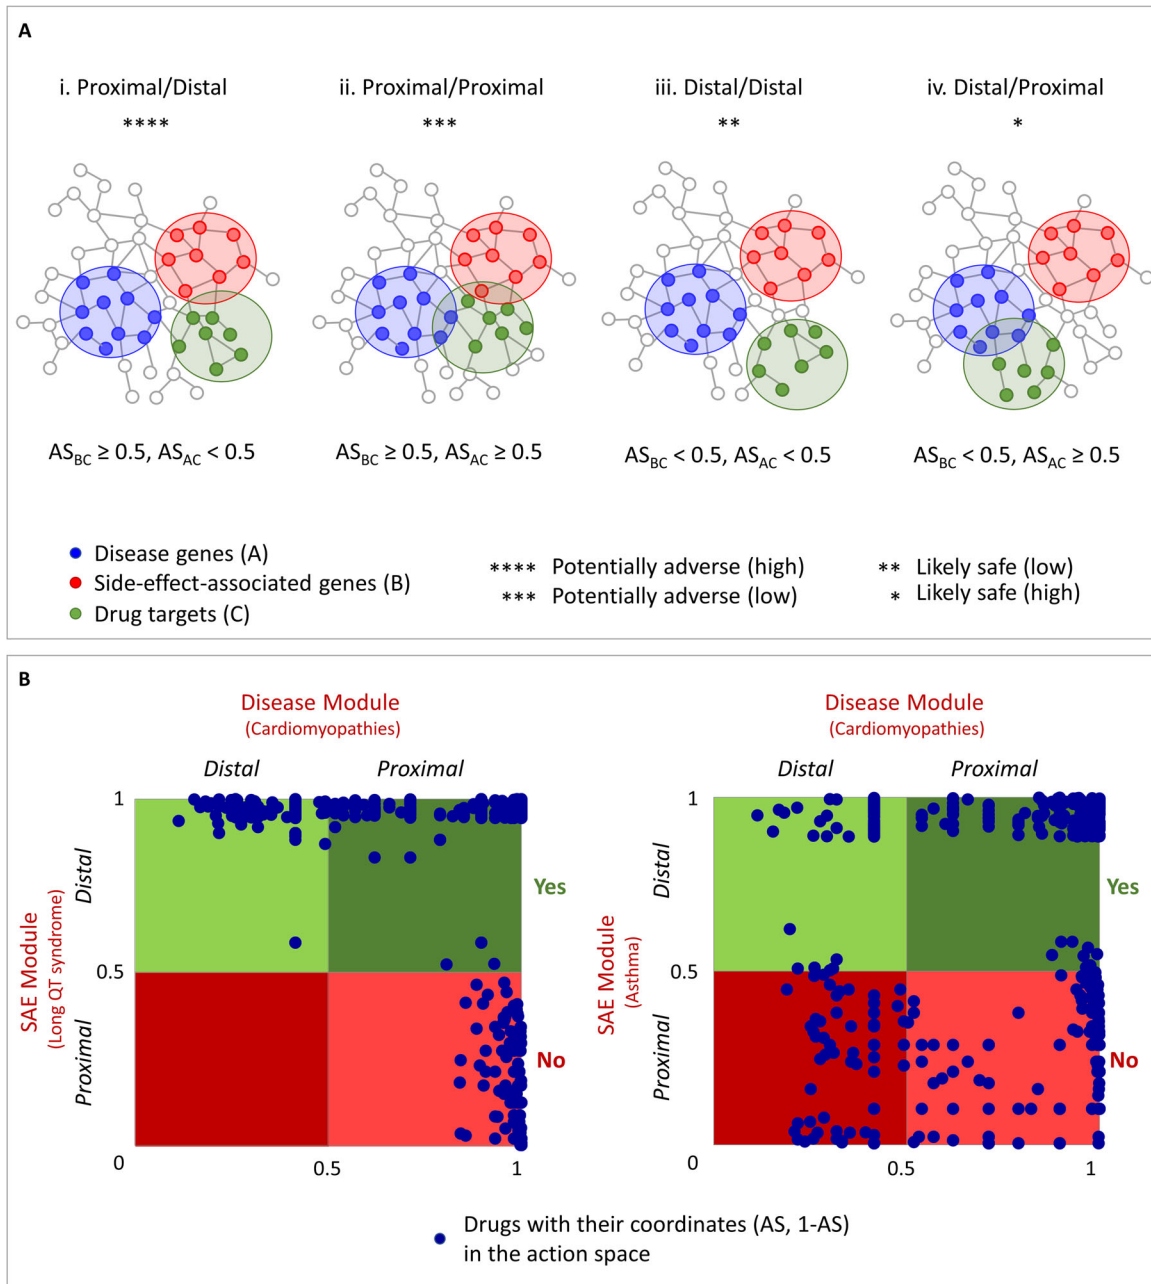 A
i. Proximal/Distal
****
ii. Proximal/Proximal
***
iii. Distal/Distal
**
iv. Distal/Proximal
*
AS_BC ≥ 0.5, AS_AC < 0.5
AS_BC ≥ 0.5, AS_AC ≥ 0.5
AS_BC < 0.5, AS_AC < 0.5
AS_BC < 0.5, AS_AC ≥ 0.5
Disease genes (A)
Side-effect-associated genes (B)
Drug targets (C)
**** Potentially adverse (high)
*** Potentially adverse (low)
** Likely safe (low)
* Likely safe (high)
B
Disease Module
(Cardiomyopathies)
Distal
Proximal
1
Distal
Yes
SAE Module
(Long QT syndrome)
0.5
Proximal
No
0
0.5
1
Disease Module
(Cardiomyopathies)
Distal
Proximal
1
Distal
Yes
SAE Module
(Asthma)
0.5
Proximal
No
0
0.5
1
Drugs with their coordinates (AS, 1-AS)
in the action space